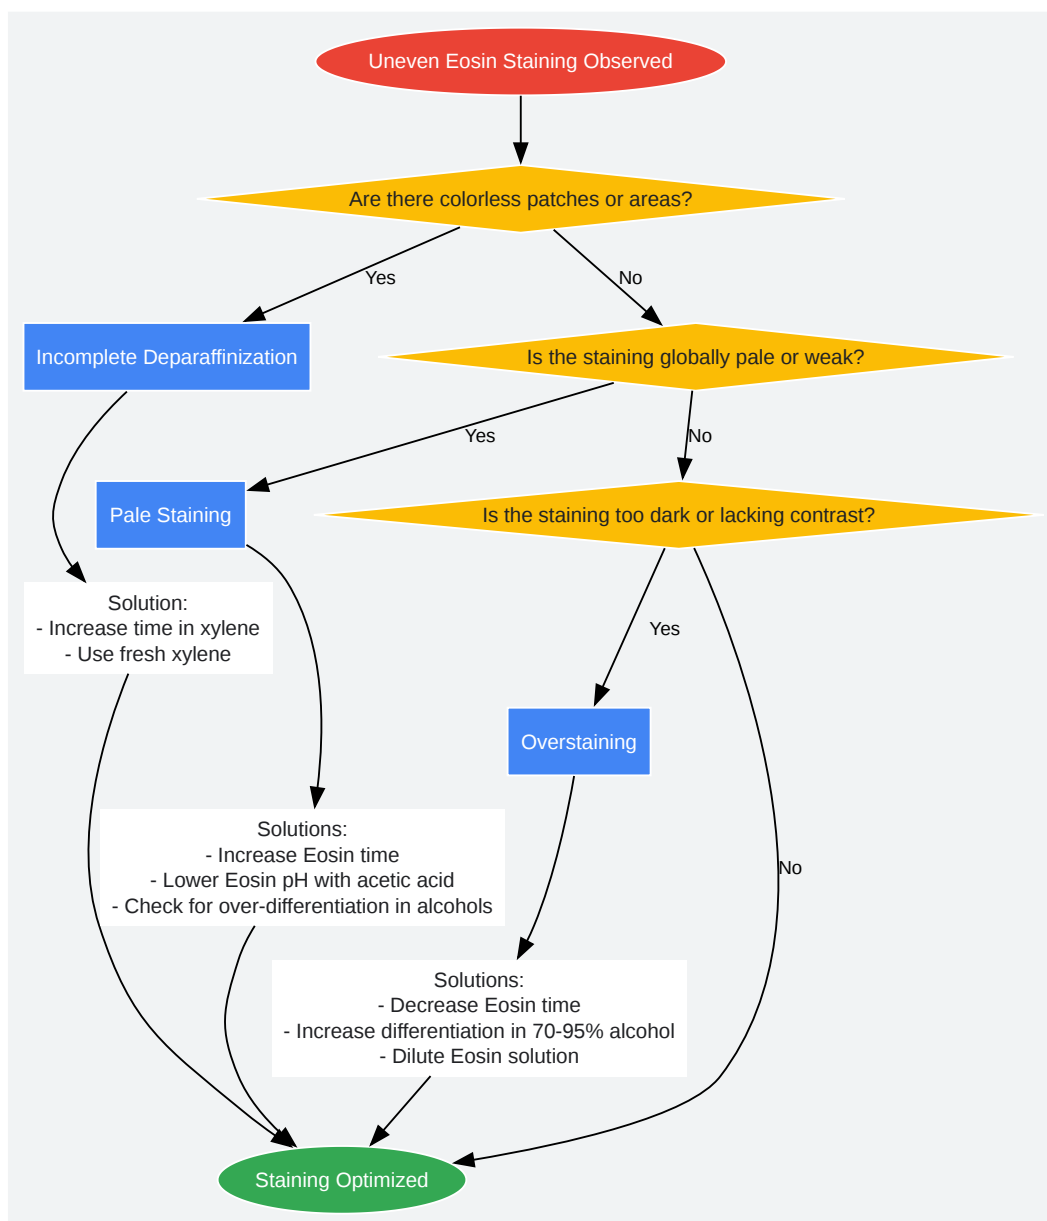 Uneven Eosin Staining Observed
Are there colorless patches or areas?
Yes
No
Incomplete Deparaffinization
Is the staining globally pale or weak?
Yes
No
Pale Staining
Is the staining too dark or lacking contrast?
Solution:
- Increase time in xylene
- Use fresh xylene
Yes
Overstaining
Solutions:
- Increase Eosin time
- Lower Eosin pH with acetic acid
- Check for over-differentiation in alcohols
No
Solutions:
- Decrease Eosin time
- Increase differentiation in 70-95% alcohol
- Dilute Eosin solution
Staining Optimized